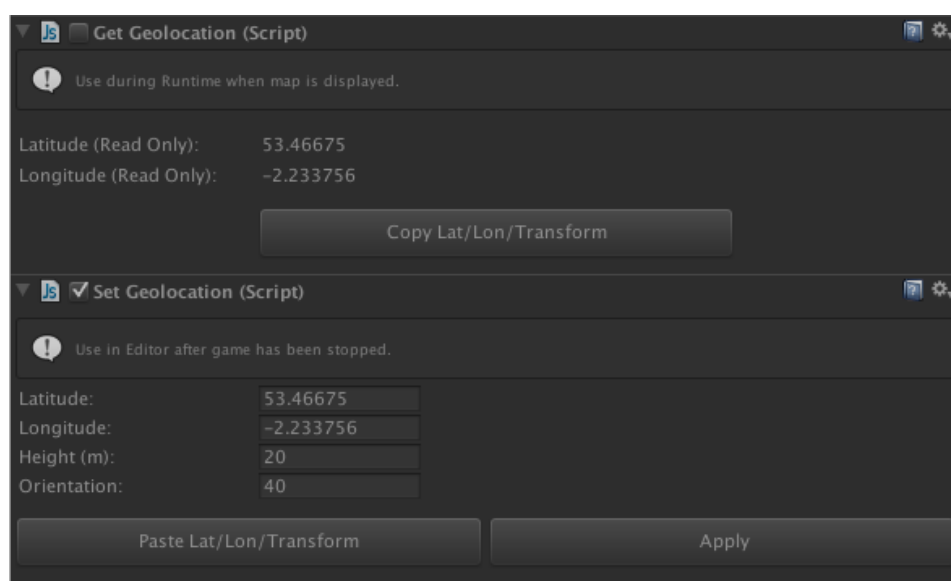 Js Get Geolocation (Script)
Use during Runtime when map is displayed.
Latitude (Read Only): 53.46675
Longitude (Read Only): -2.233756
Copy Lat/Lon/Transform
Js Set Geolocation (Script)
Use in Editor after game has been stopped.
Latitude: 53.46675
Longitude: -2.233756
Height (m): 20
Orientation: 40
Paste Lat/Lon/Transform Apply